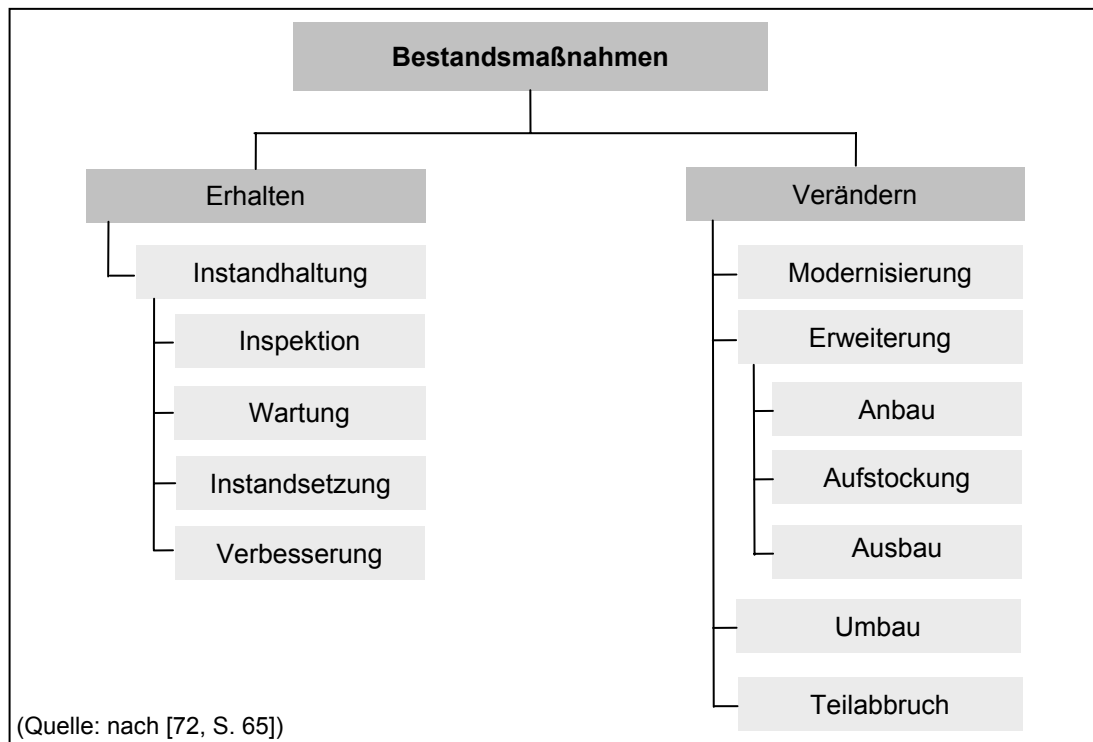 Bestandsmaßnahmen
Erhalten
Instandhaltung
Inspektion
Wartung
Instandsetzung
Verbesserung
Verändern
Modernisierung
Erweiterung
Anbau
Aufstockung
Ausbau
Umbau
Teilabbruch
(Quelle: nach [72, S. 65])